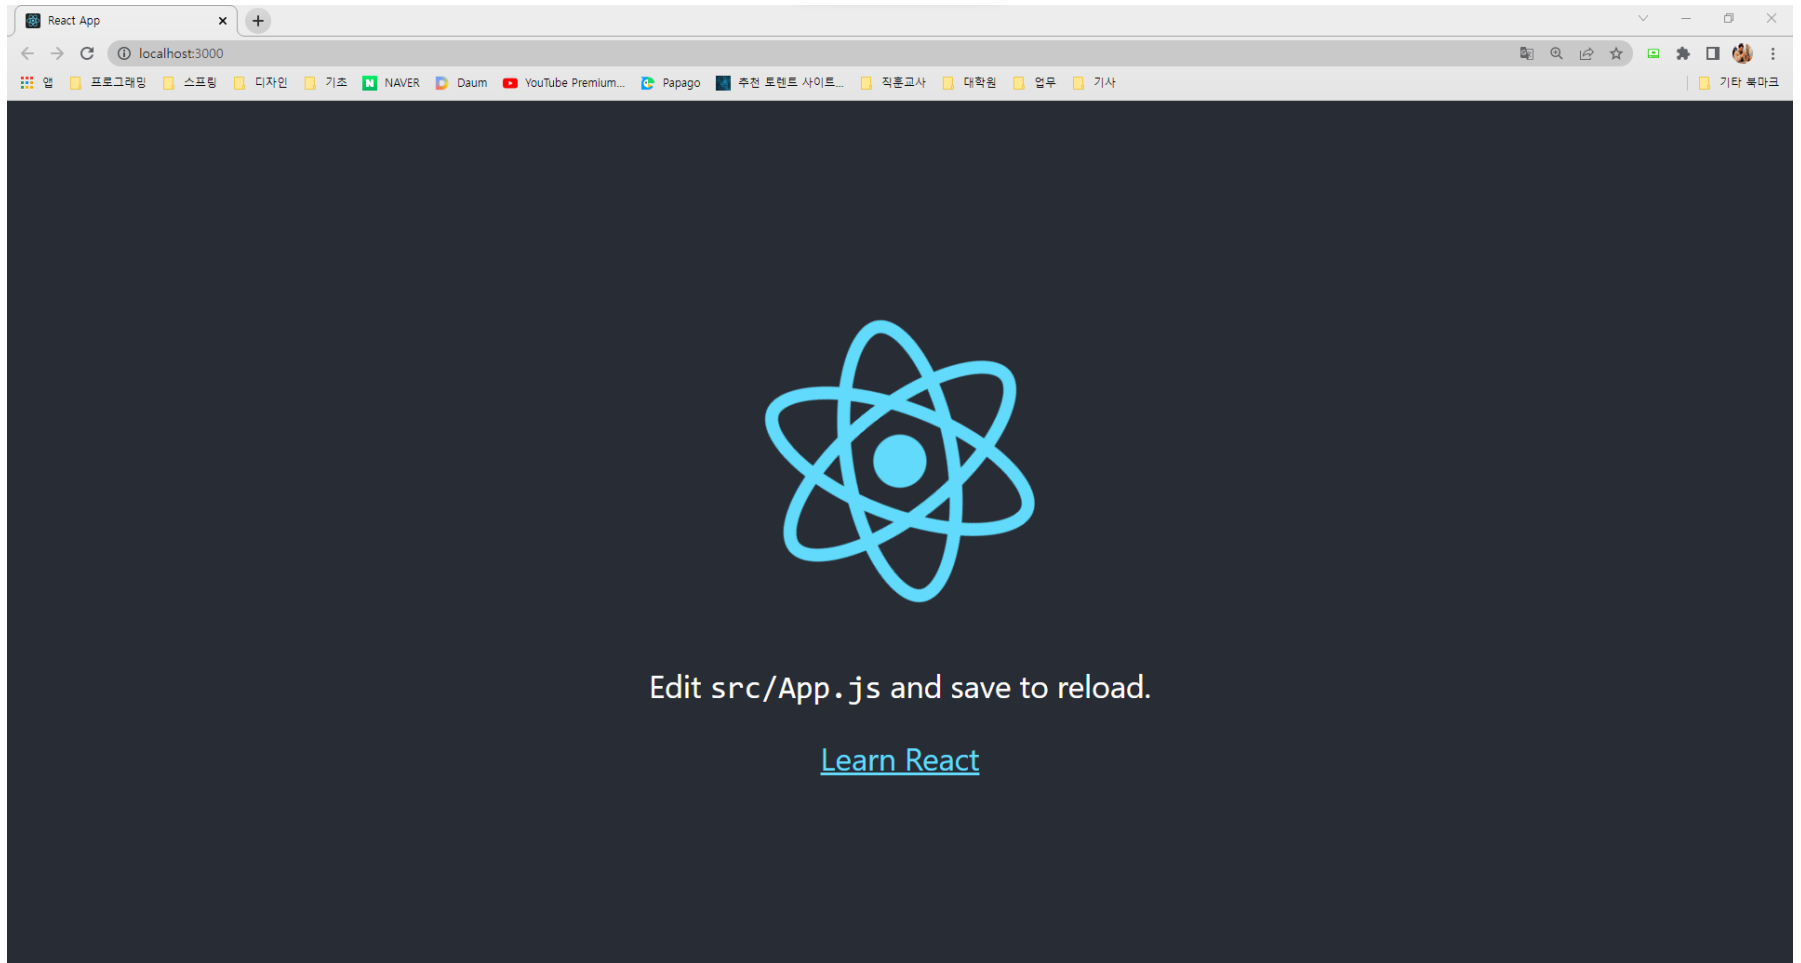 React App
localhost:3000
앱 프로그래밍 스프링 디자인 기초 NAVER Daum YouTube Premium... Papago 추천 토렌트 사이트... 직훈교사 대학원 업무 기사 기타 북마크
Edit src/App.js and save to reload.
Learn React